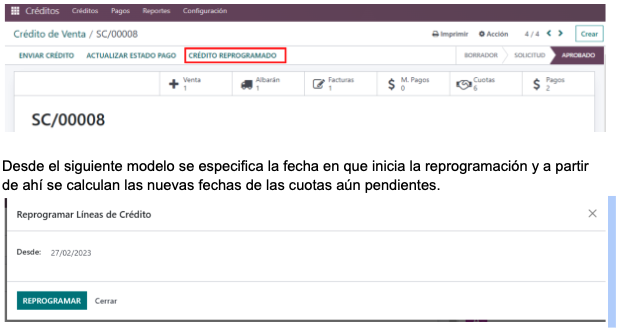 Créditos Créditos Pagos Reportes Configuración
Crédito de Venta / SC/00008 Imprimir Acción 4 / 4 Crear
ENVIAR CRÉDITO ACTUALIZAR ESTADO PAGO CRÉDITO REPROGRAMADO BORRADOR SOLICITUD APROBADO
Venta 1 Albarán 1 Facturas 1 M. Pagos 0 Cuotas 6 Pagos 2
SC/00008
Desde el siguiente modelo se especifica la fecha en que inicia la reprogramación y a partir
de ahí se calculan las nuevas fechas de las cuotas aún pendientes.
Reprogramar Líneas de Crédito
Desde: 27/02/2023
REPROGRAMAR Cerrar